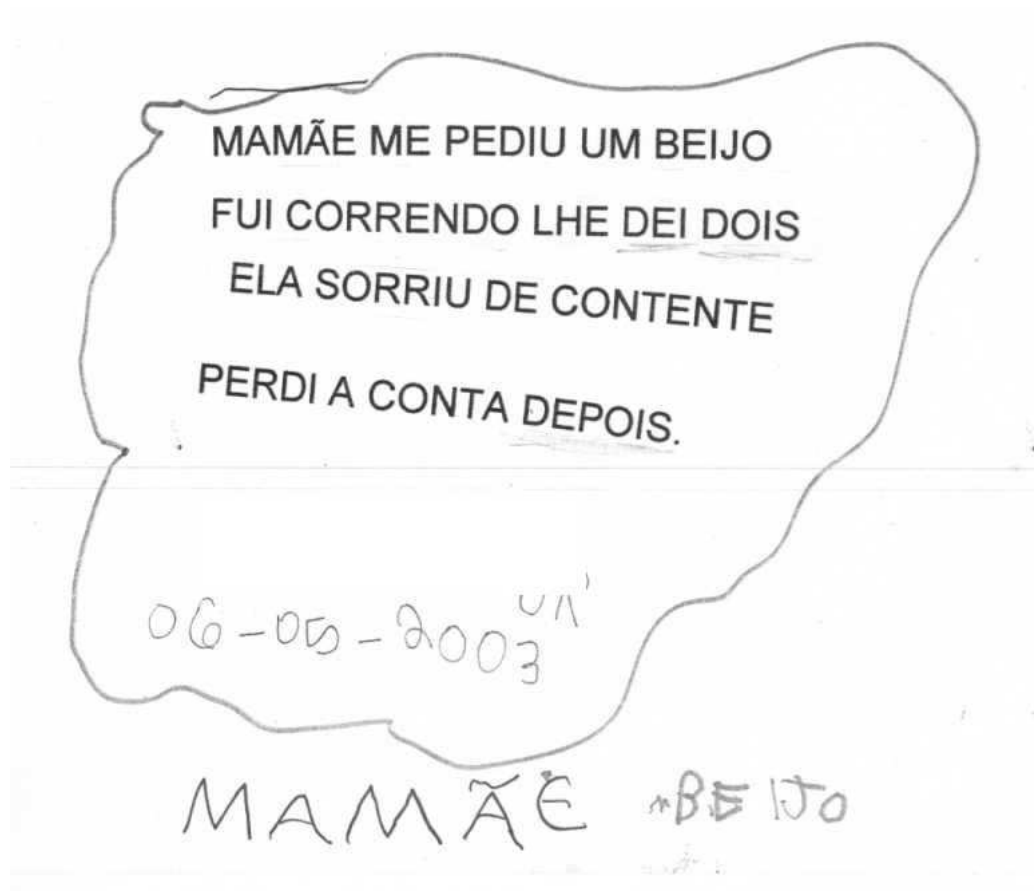 MAMÃE ME PEDIU UM BEIJO
FUI CORRENDO LHE DEI DOIS
ELA SORRIU DE CONTENTE
PERDI A CONTA DEPOIS.
06-05-2003
MAMÃE BEIJO